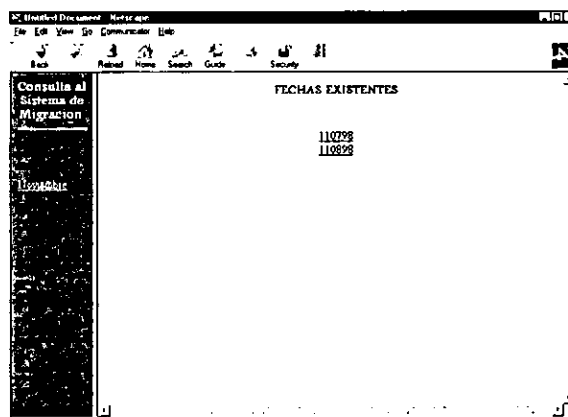 Untitled Document - Netscape
File Edit View Go Communicator Help
Back Reload Home Search Guide Security
Consulta al
Sistema de
Migracion
FECHAS EXISTENTES
110798
110898
Noviembre